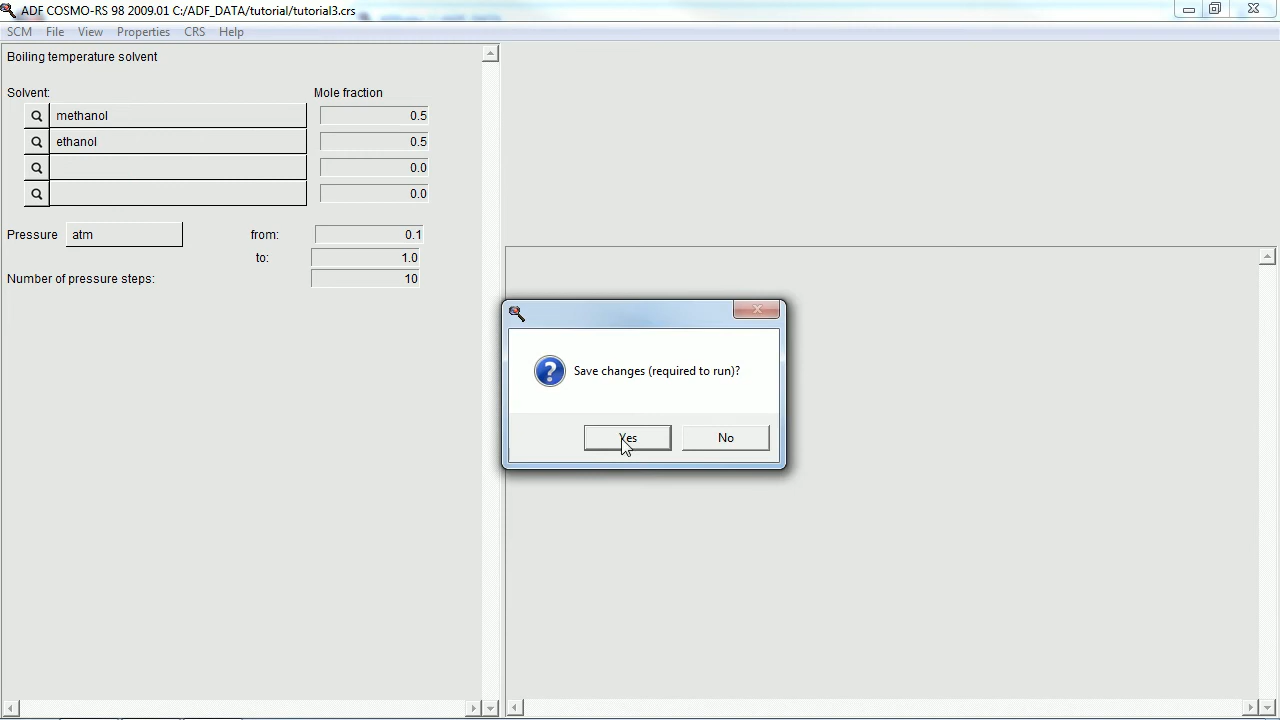 ADF COSMO-RS 98 2009.01 C:/ADF_DATA/tutorial/tutorial3.crs
SCM File View Properties CRS Help
Boiling temperature solvent
Solvent: Mole fraction
methanol 0.5
ethanol 0.5
0.0
0.0
Pressure atm from: 0.1
to: 1.0
Number of pressure steps: 10
Save changes (required to run)?
Yes No